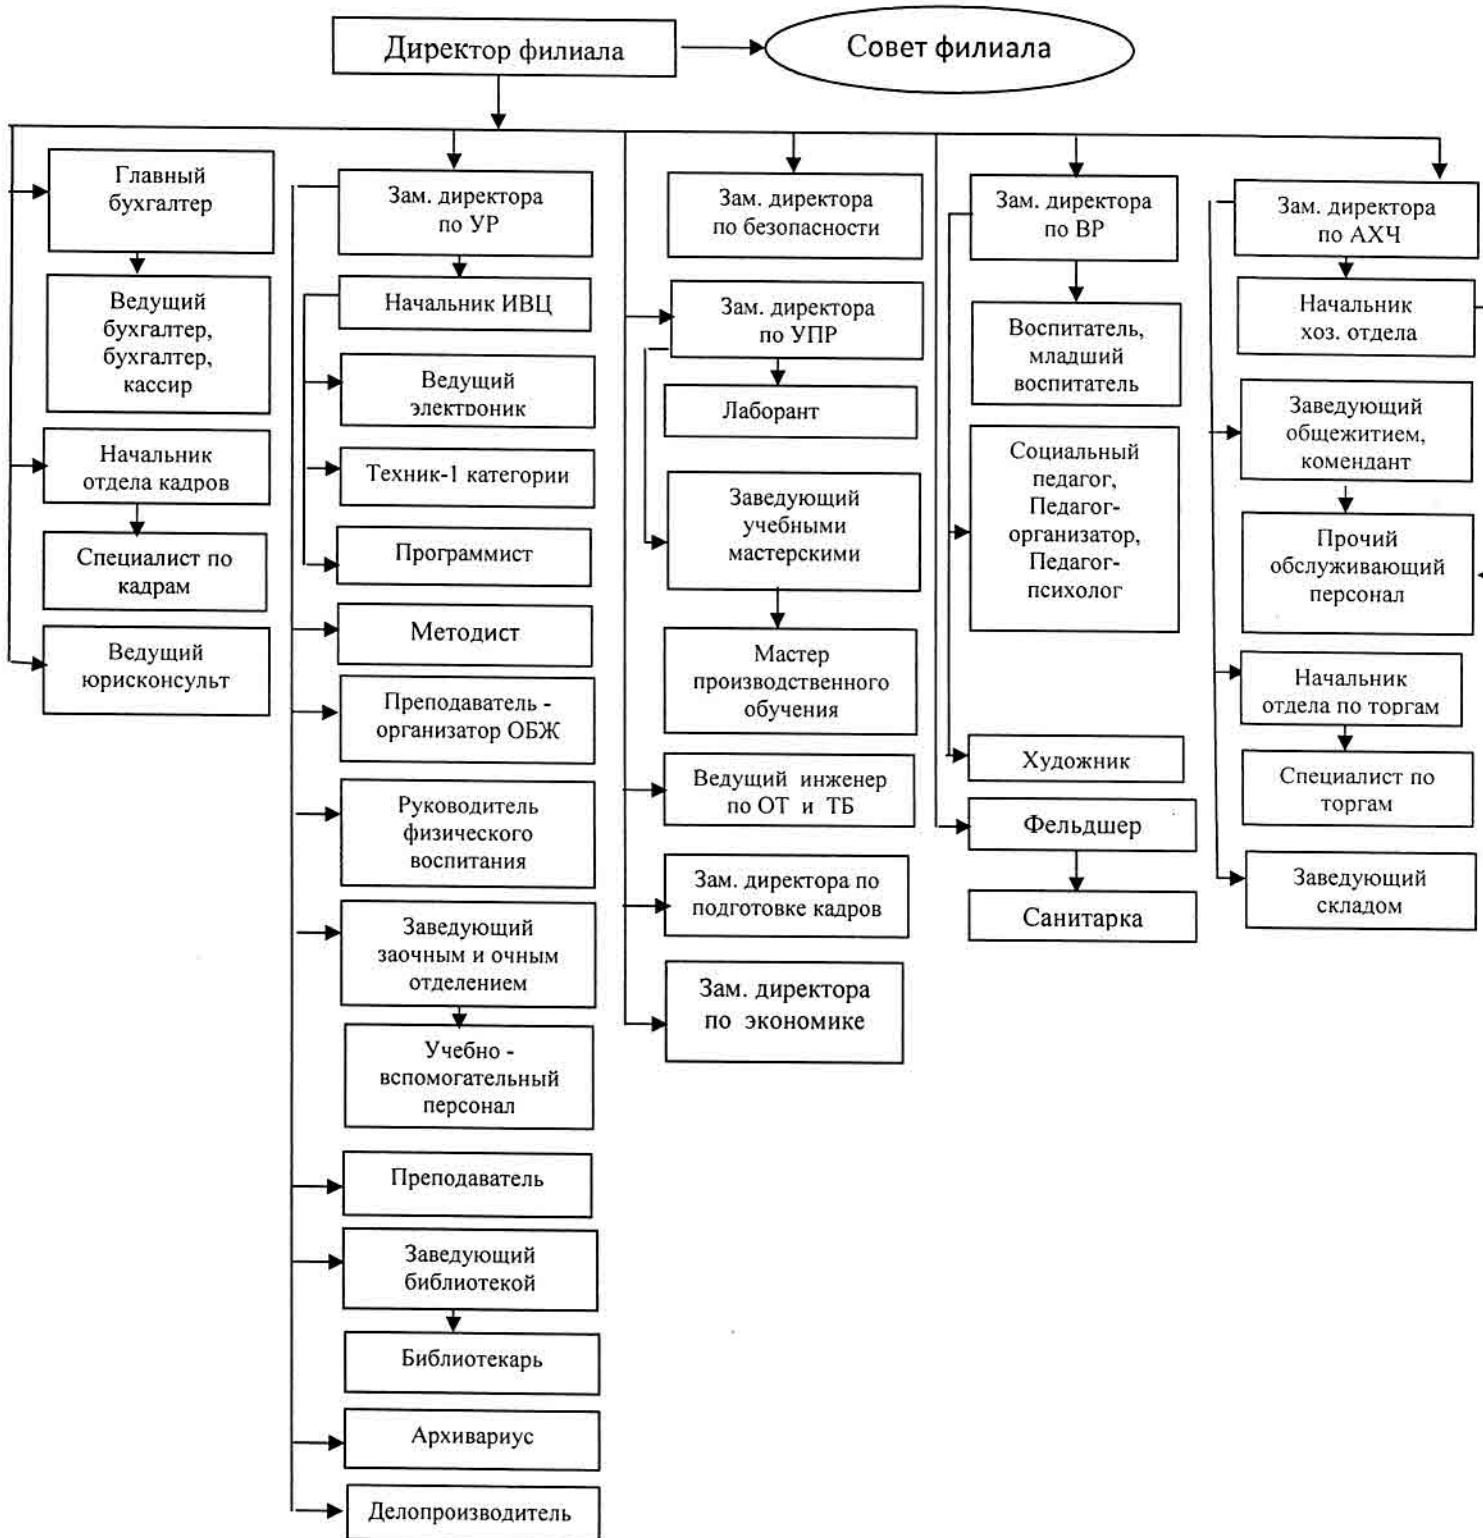 Директор филиала
Совет филиала
Главный
бухгалтер
Ведущий
бухгалтер,
бухгалтер,
кассир
Начальник
отдела кадров
Специалист по
кадрам
Ведущий
юрисконсульт
Зам. директора
по УР
Начальник ИВЦ
Ведущий
электроник
Техник-1 категории
Программист
Методист
Преподаватель -
организатор ОБЖ
Руководитель
физического
воспитания
Заведующий
заочным и очным
отделением
Учебно -
вспомогательный
персонал
Преподаватель
Заведующий
библиотекой
Библиотекарь
Архивариус
Делопроизводитель
Зам. директора
по безопасности
Зам. директора
по УПР
Лаборант
Заведующий
учебными
мастерскими
Мастер
производственного
обучения
Ведущий инженер
по ОТ и ТБ
Зам. директора по
подготовке кадров
Зам. директора
по экономике
Зам. директора
по ВР
Воспитатель,
младший
воспитатель
Социальный
педагог,
Педагог-
организатор,
Педагог-
психолог
Художник
Фельдшер
Санитарка
Зам. директора
по АХЧ
Начальник
хоз. отдела
Заведующий
общежитием,
комендант
Прочий
обслуживающий
персонал
Начальник
отдела по торгам
Специалист по
торгам
Заведующий
складом